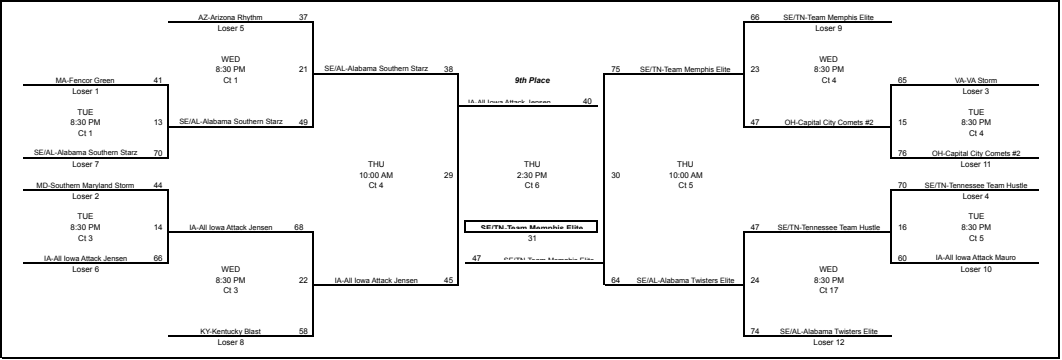 AZ-Arizona Rhythm 37
Loser 5
WED
8:30 PM
Ct 1
21
MA-Fencor Green 41
Loser 1
TUE
8:30 PM
Ct 1
13
SE/AL-Alabama Southern Starz 49
SE/AL-Alabama Southern Starz 70
Loser 7
SE/AL-Alabama Southern Starz 38
MD-Southern Maryland Storm 44
Loser 2
TUE
8:30 PM
Ct 3
14
IA-All Iowa Attack Jensen 68
IA-All Iowa Attack Jensen 66
Loser 6
WED
8:30 PM
Ct 3
22
IA-All Iowa Attack Jensen 45
KY-Kentucky Blast 58
Loser 8
THU
10:00 AM
Ct 4
29
9th Place
IA-All Iowa Attack Jensen 40
THU
2:30 PM
Ct 6
SE/TN-Team Memphis Elite
31
47 SE/TN-Team Memphis Elite
30
THU
10:00 AM
Ct 5
75 SE/TN-Team Memphis Elite
64 SE/AL-Alabama Twisters Elite
66 SE/TN-Team Memphis Elite
Loser 9
23
WED
8:30 PM
Ct 4
65 VA-VA Storm
Loser 3
47 OH-Capital City Comets #2
15
TUE
8:30 PM
Ct 4
76 OH-Capital City Comets #2
Loser 11
70 SE/TN-Tennessee Team Hustle
Loser 4
47 SE/TN-Tennessee Team Hustle
16
TUE
8:30 PM
Ct 5
60 IA-All Iowa Attack Mauro
Loser 10
24
WED
8:30 PM
Ct 17
74 SE/AL-Alabama Twisters Elite
Loser 12